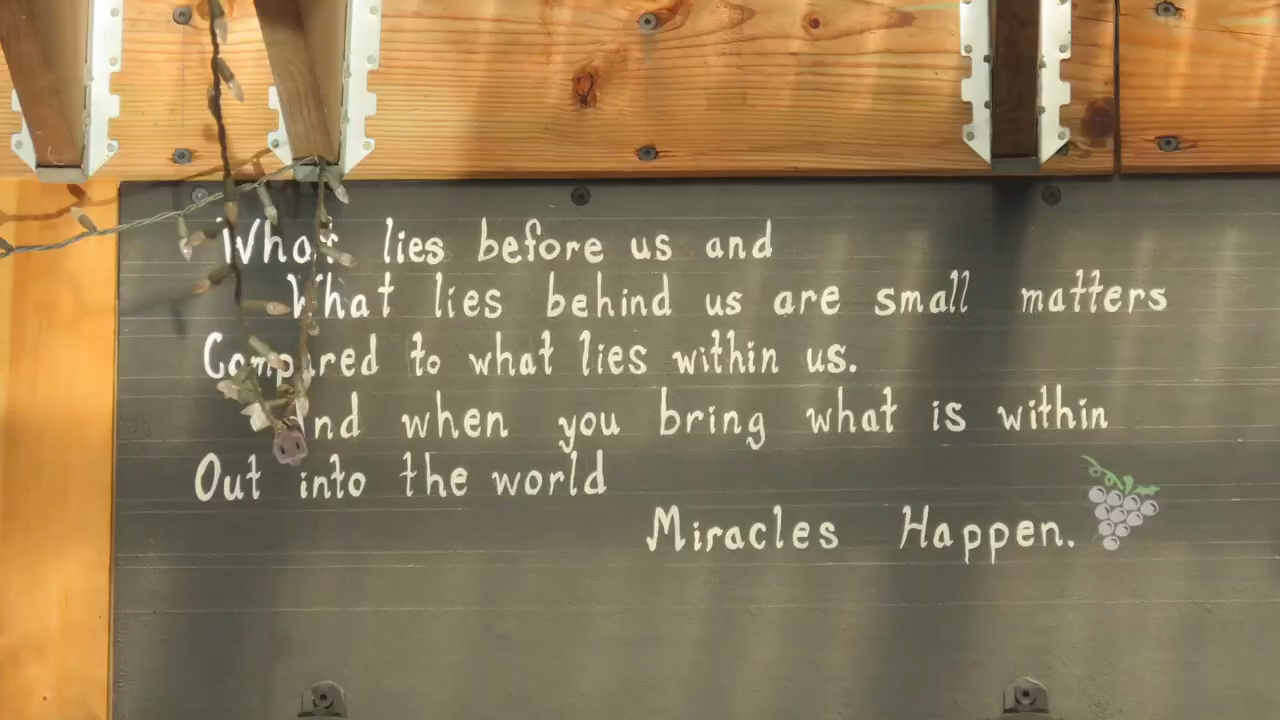 What lies before us and
What lies behind us are small matters
Compared to what lies within us.
And when you bring what is within
Out into the world
Miracles Happen.